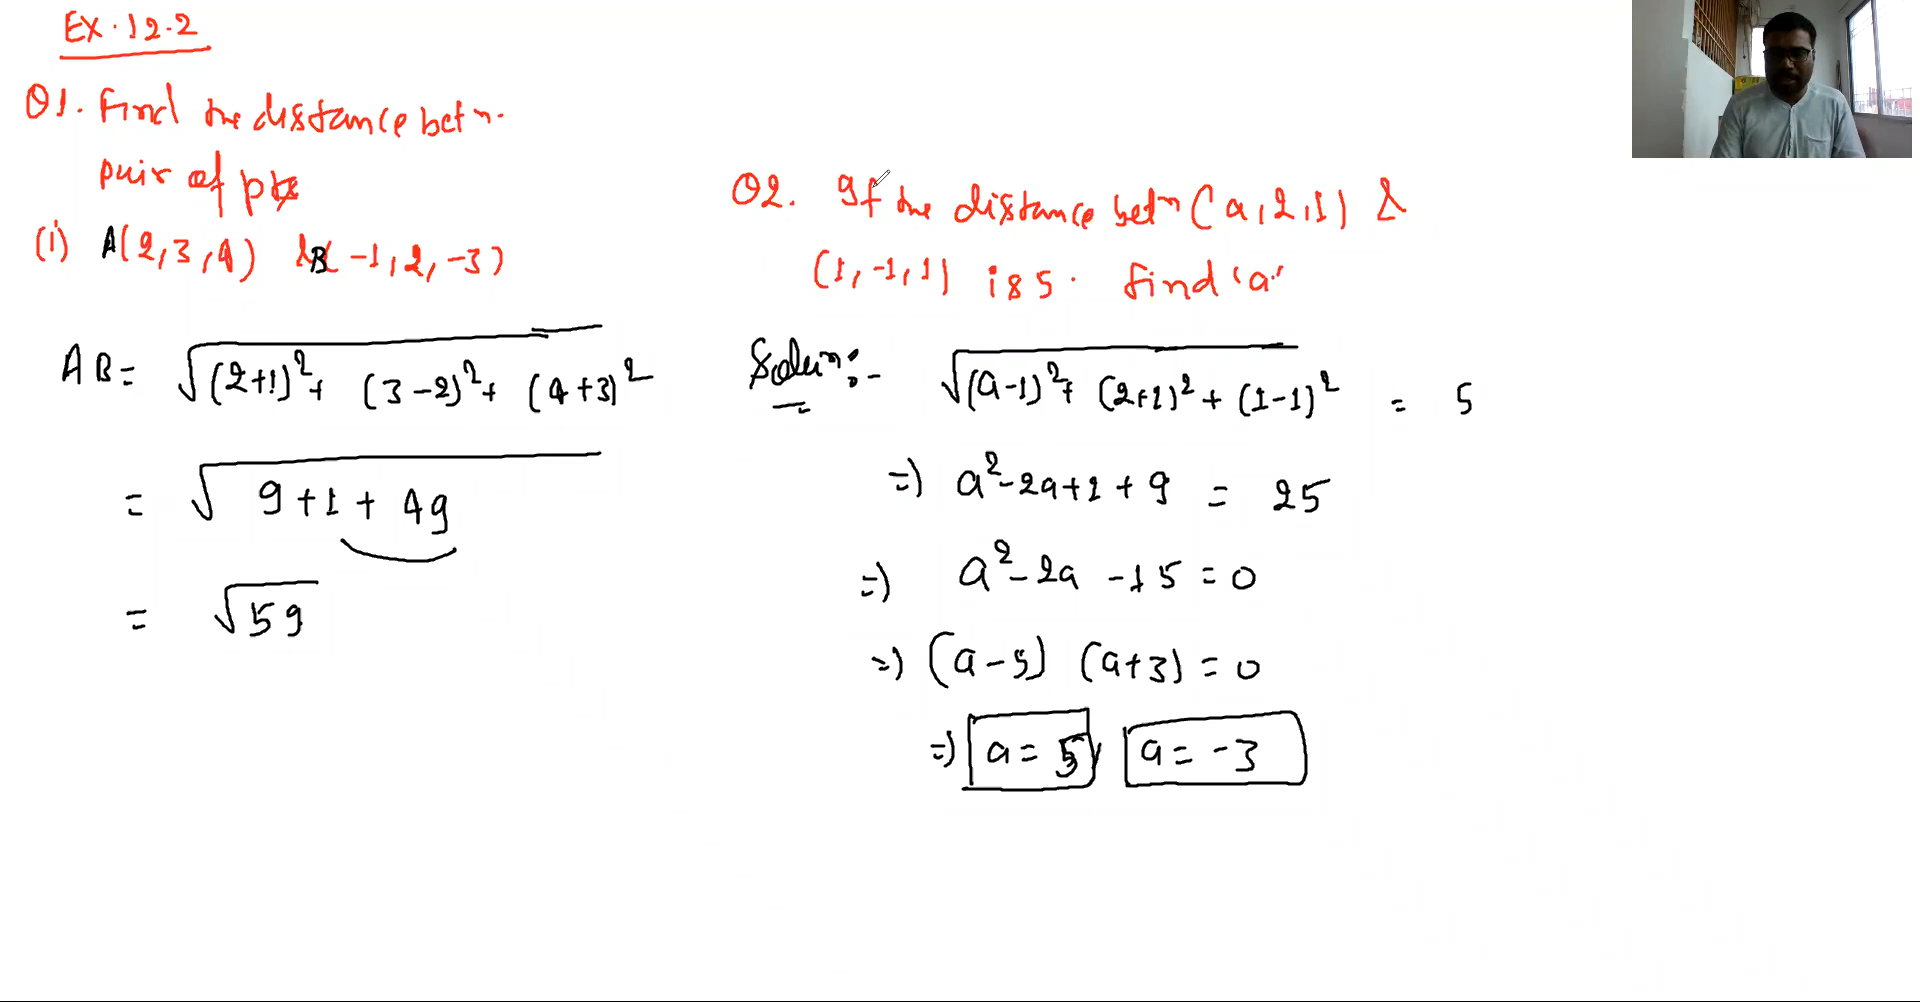 Ex. 12.2
Q1. Find the distance betn.
pair of pts
(i) A(2,3,4) & B(-1,2,-3)
AB = √((2+1)² + (3-2)² + (4+3)²)
= √(9+1+49)
= √59
Q2. If the distance betn (a,2,1) &
(1,-1,1) is 5. Find 'a'
Soluн:-
√((a-1)² + (2+1)² + (1-1)²) = 5
=) a²-2a+1+9 = 25
=) a²-2a-15=0
=) (a-5) (a+3) = 0
=) a = 5, a = -3